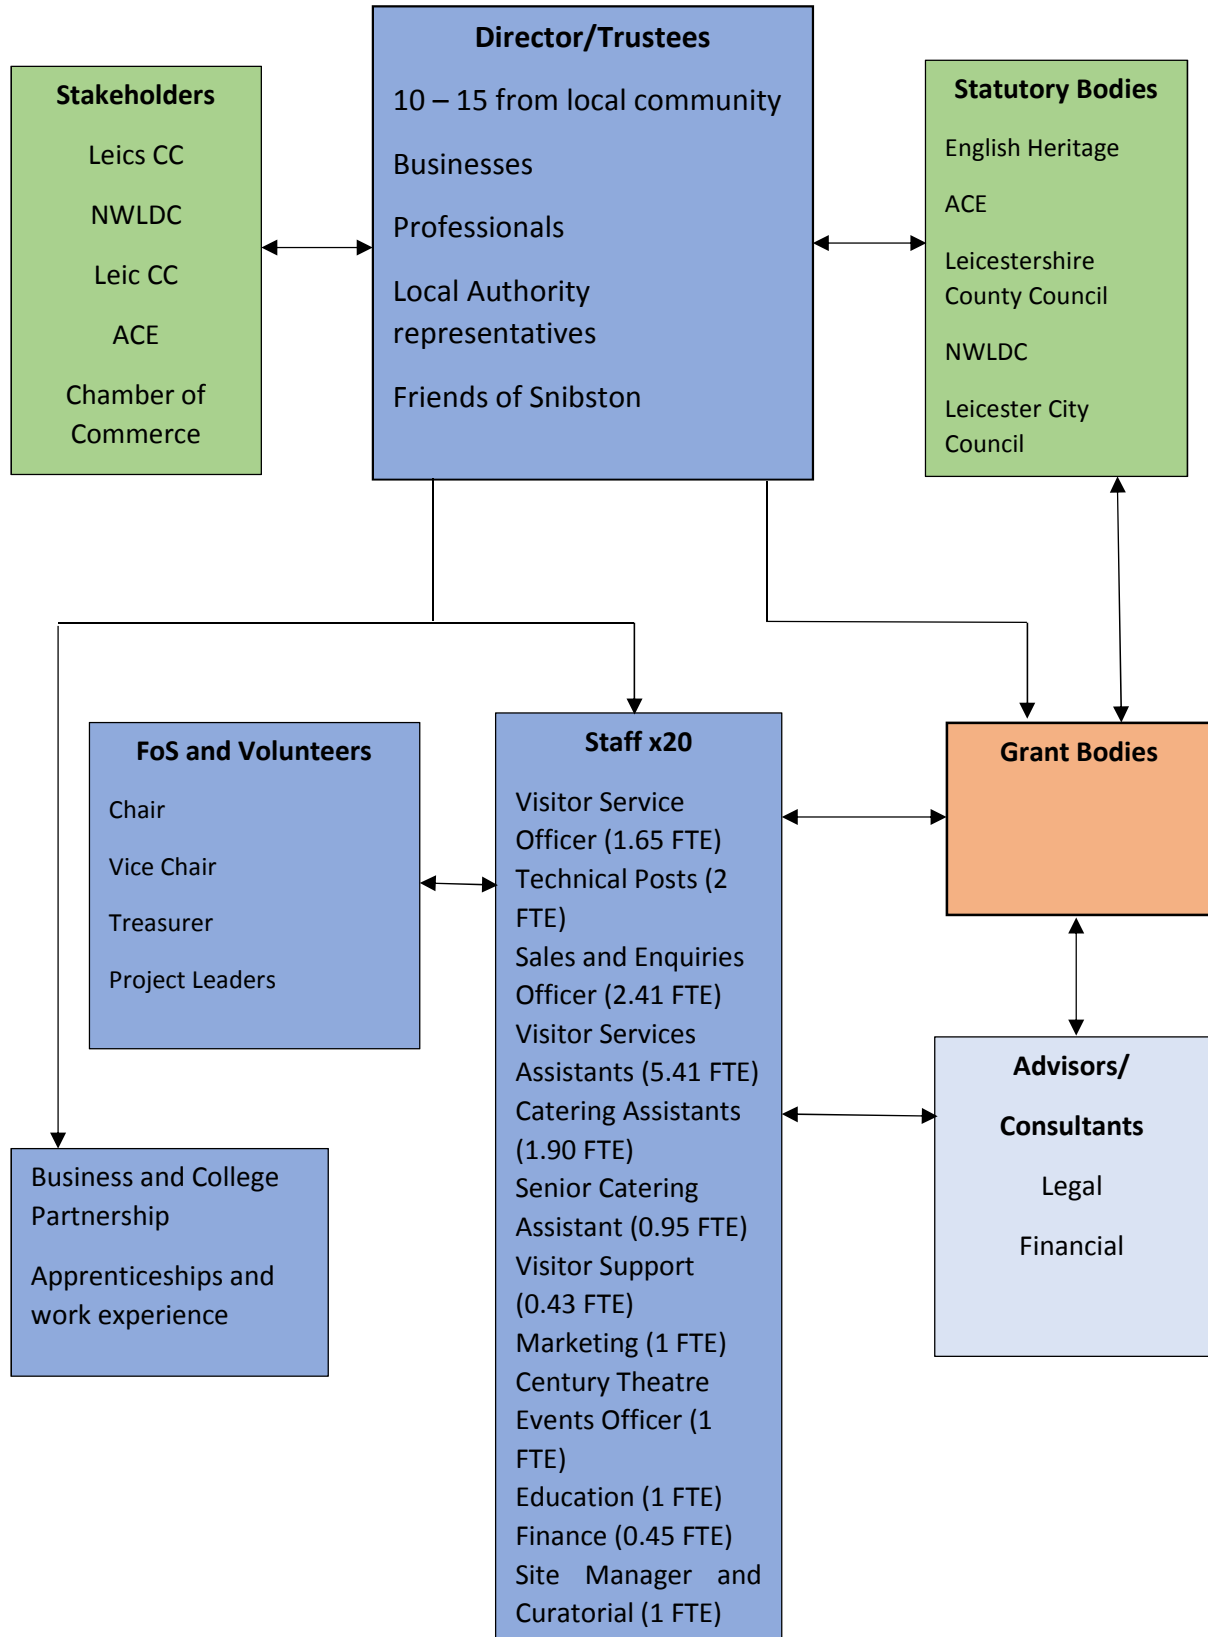 Director/Trustees
10 – 15 from local community
Businesses
Professionals
Local Authority
representatives
Friends of Snibston
Stakeholders
Leics CC
NWLDC
Leic CC
ACE
Chamber of
Commerce
Statutory Bodies
English Heritage
ACE
Leicestershire
County Council
NWLDC
Leicester City
Council
FoS and Volunteers
Chair
Vice Chair
Treasurer
Project Leaders
Staff x20
Visitor Service
Officer (1.65 FTE)
Technical Posts (2
FTE)
Sales and Enquiries
Officer (2.41 FTE)
Visitor Services
Assistants (5.41 FTE)
Catering Assistants
(1.90 FTE)
Senior Catering
Assistant (0.95 FTE)
Visitor Support
(0.43 FTE)
Marketing (1 FTE)
Century Theatre
Events Officer (1
FTE)
Education (1 FTE)
Finance (0.45 FTE)
Site Manager and
Curatorial (1 FTE)
Grant Bodies
Advisors/
Consultants
Legal
Financial
Business and College
Partnership
Apprenticeships and
work experience